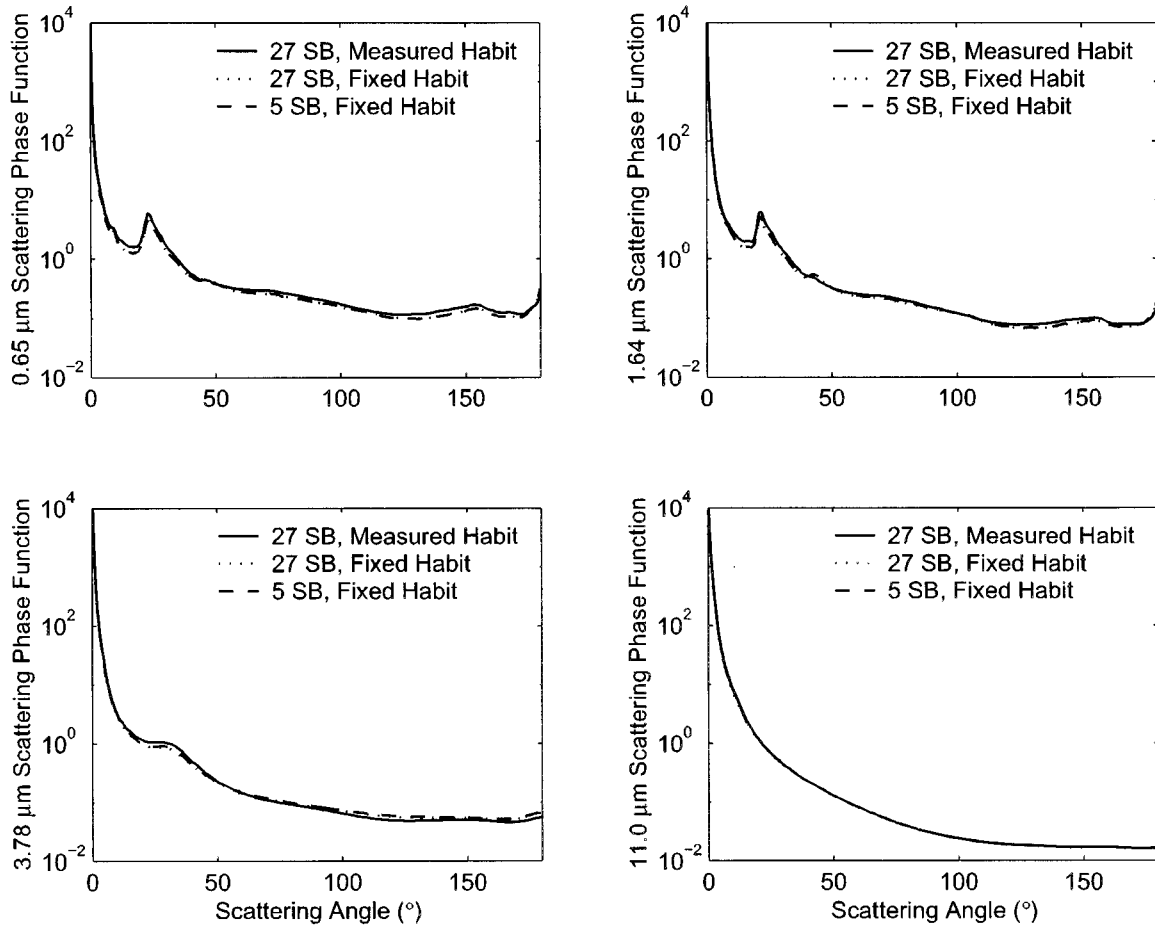 0.65 μm Scattering Phase Function
10^4
10^2
10^0
10^-2
27 SB, Measured Habit
27 SB, Fixed Habit
5 SB, Fixed Habit
0
50
100
150
1.64 μm Scattering Phase Function
10^4
10^2
10^0
10^-2
27 SB, Measured Habit
27 SB, Fixed Habit
5 SB, Fixed Habit
0
50
100
150
3.78 μm Scattering Phase Function
10^4
10^2
10^0
10^-2
27 SB, Measured Habit
27 SB, Fixed Habit
5 SB, Fixed Habit
0
50
100
150
Scattering Angle (°)
11.0 μm Scattering Phase Function
10^4
10^2
10^0
10^-2
27 SB, Measured Habit
27 SB, Fixed Habit
5 SB, Fixed Habit
0
50
100
150
Scattering Angle (°)